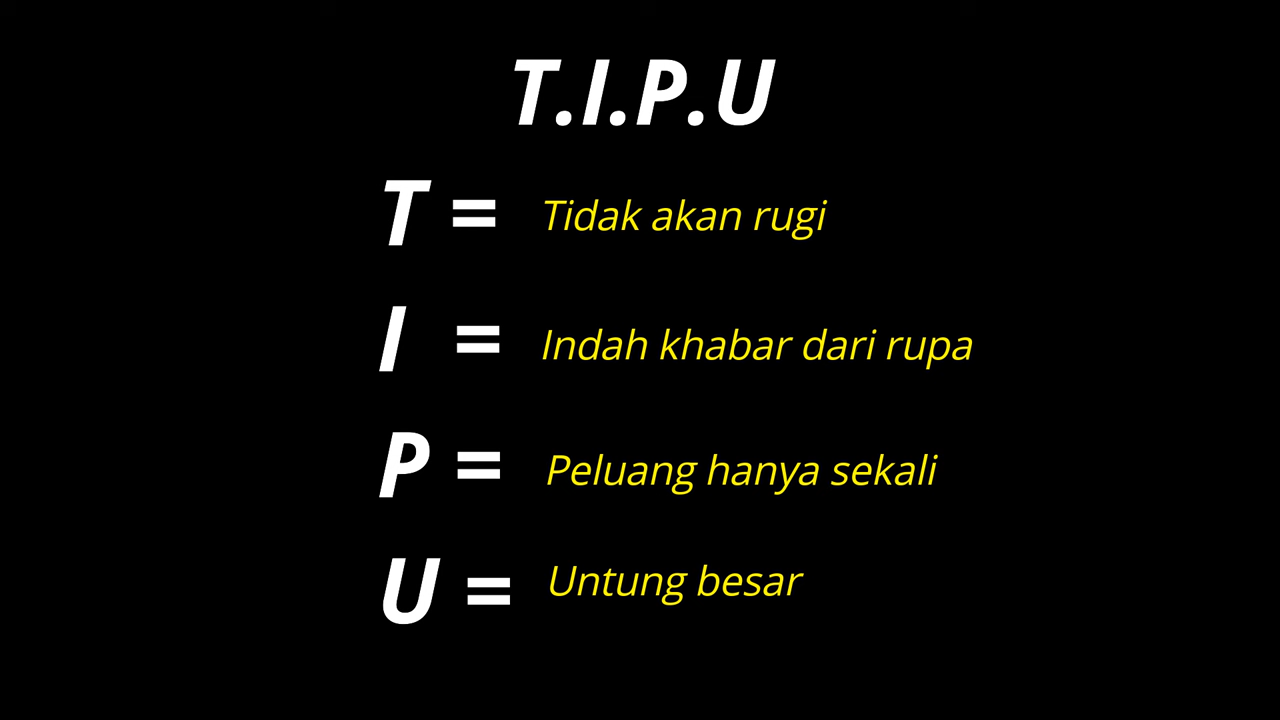 T.I.P.U
T = Tidak akan rugi
I = Indah khabar dari rupa
P = Peluang hanya sekali
U = Untung besar